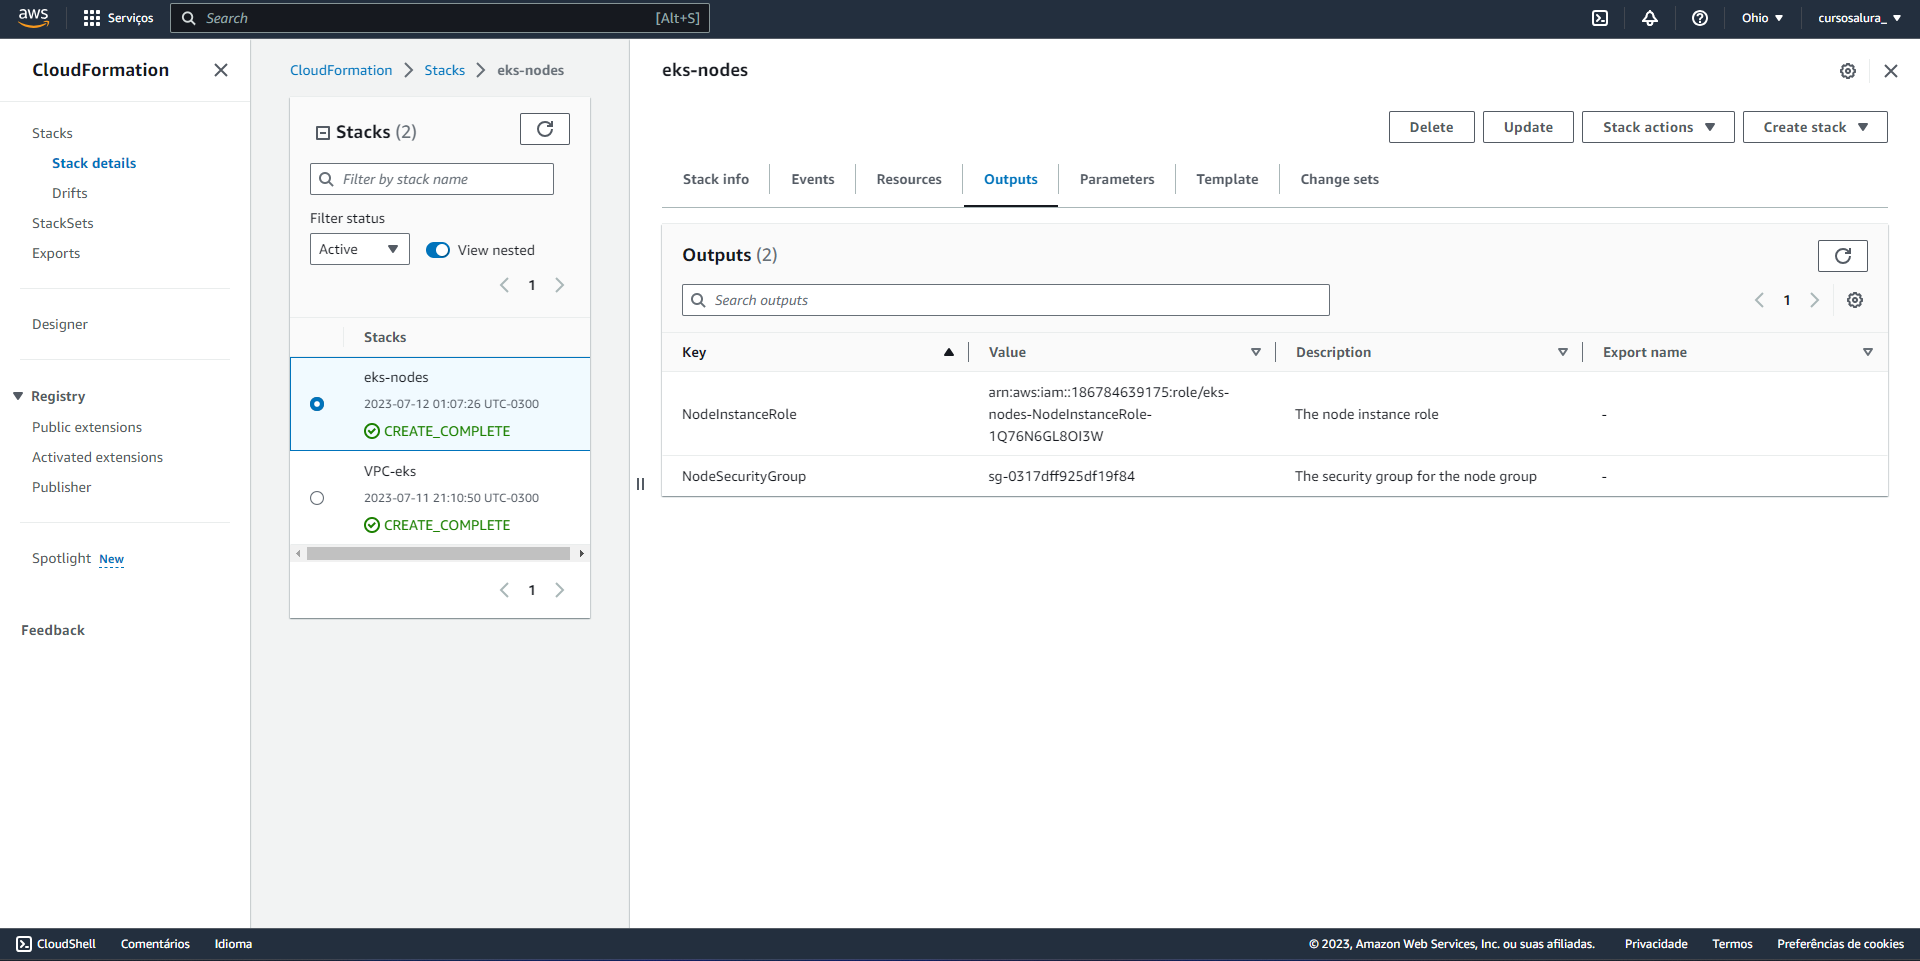 aws
Serviços
Search
[Alt+S]
Ohio
cursosalura_
CloudFormation
Stacks
Stack details
Drifts
StackSets
Exports
Designer
Registry
Public extensions
Activated extensions
Publisher
Spotlight New
Feedback
CloudFormation
Stacks
eks-nodes
Stacks (2)
Filter by stack name
Filter status
Active
View nested
1
Stacks
eks-nodes
2023-07-12 01:07:26 UTC-0300
CREATE_COMPLETE
VPC-eks
2023-07-11 21:10:50 UTC-0300
CREATE_COMPLETE
1
eks-nodes
Delete
Update
Stack actions
Create stack
Stack info
Events
Resources
Outputs
Parameters
Template
Change sets
Outputs (2)
Search outputs
1
Key
Value
Description
Export name
NodeInstanceRole
arn:aws:iam::186784639175:role/eks-
nodes-NodeInstanceRole-
1Q76N6GL8OI3W
The node instance role
-
NodeSecurityGroup
sg-0317dff925df19f84
The security group for the node group
-
CloudShell
Comentários
Idioma
© 2023, Amazon Web Services, Inc. ou suas afiliadas.
Privacidade
Termos
Preferências de cookies